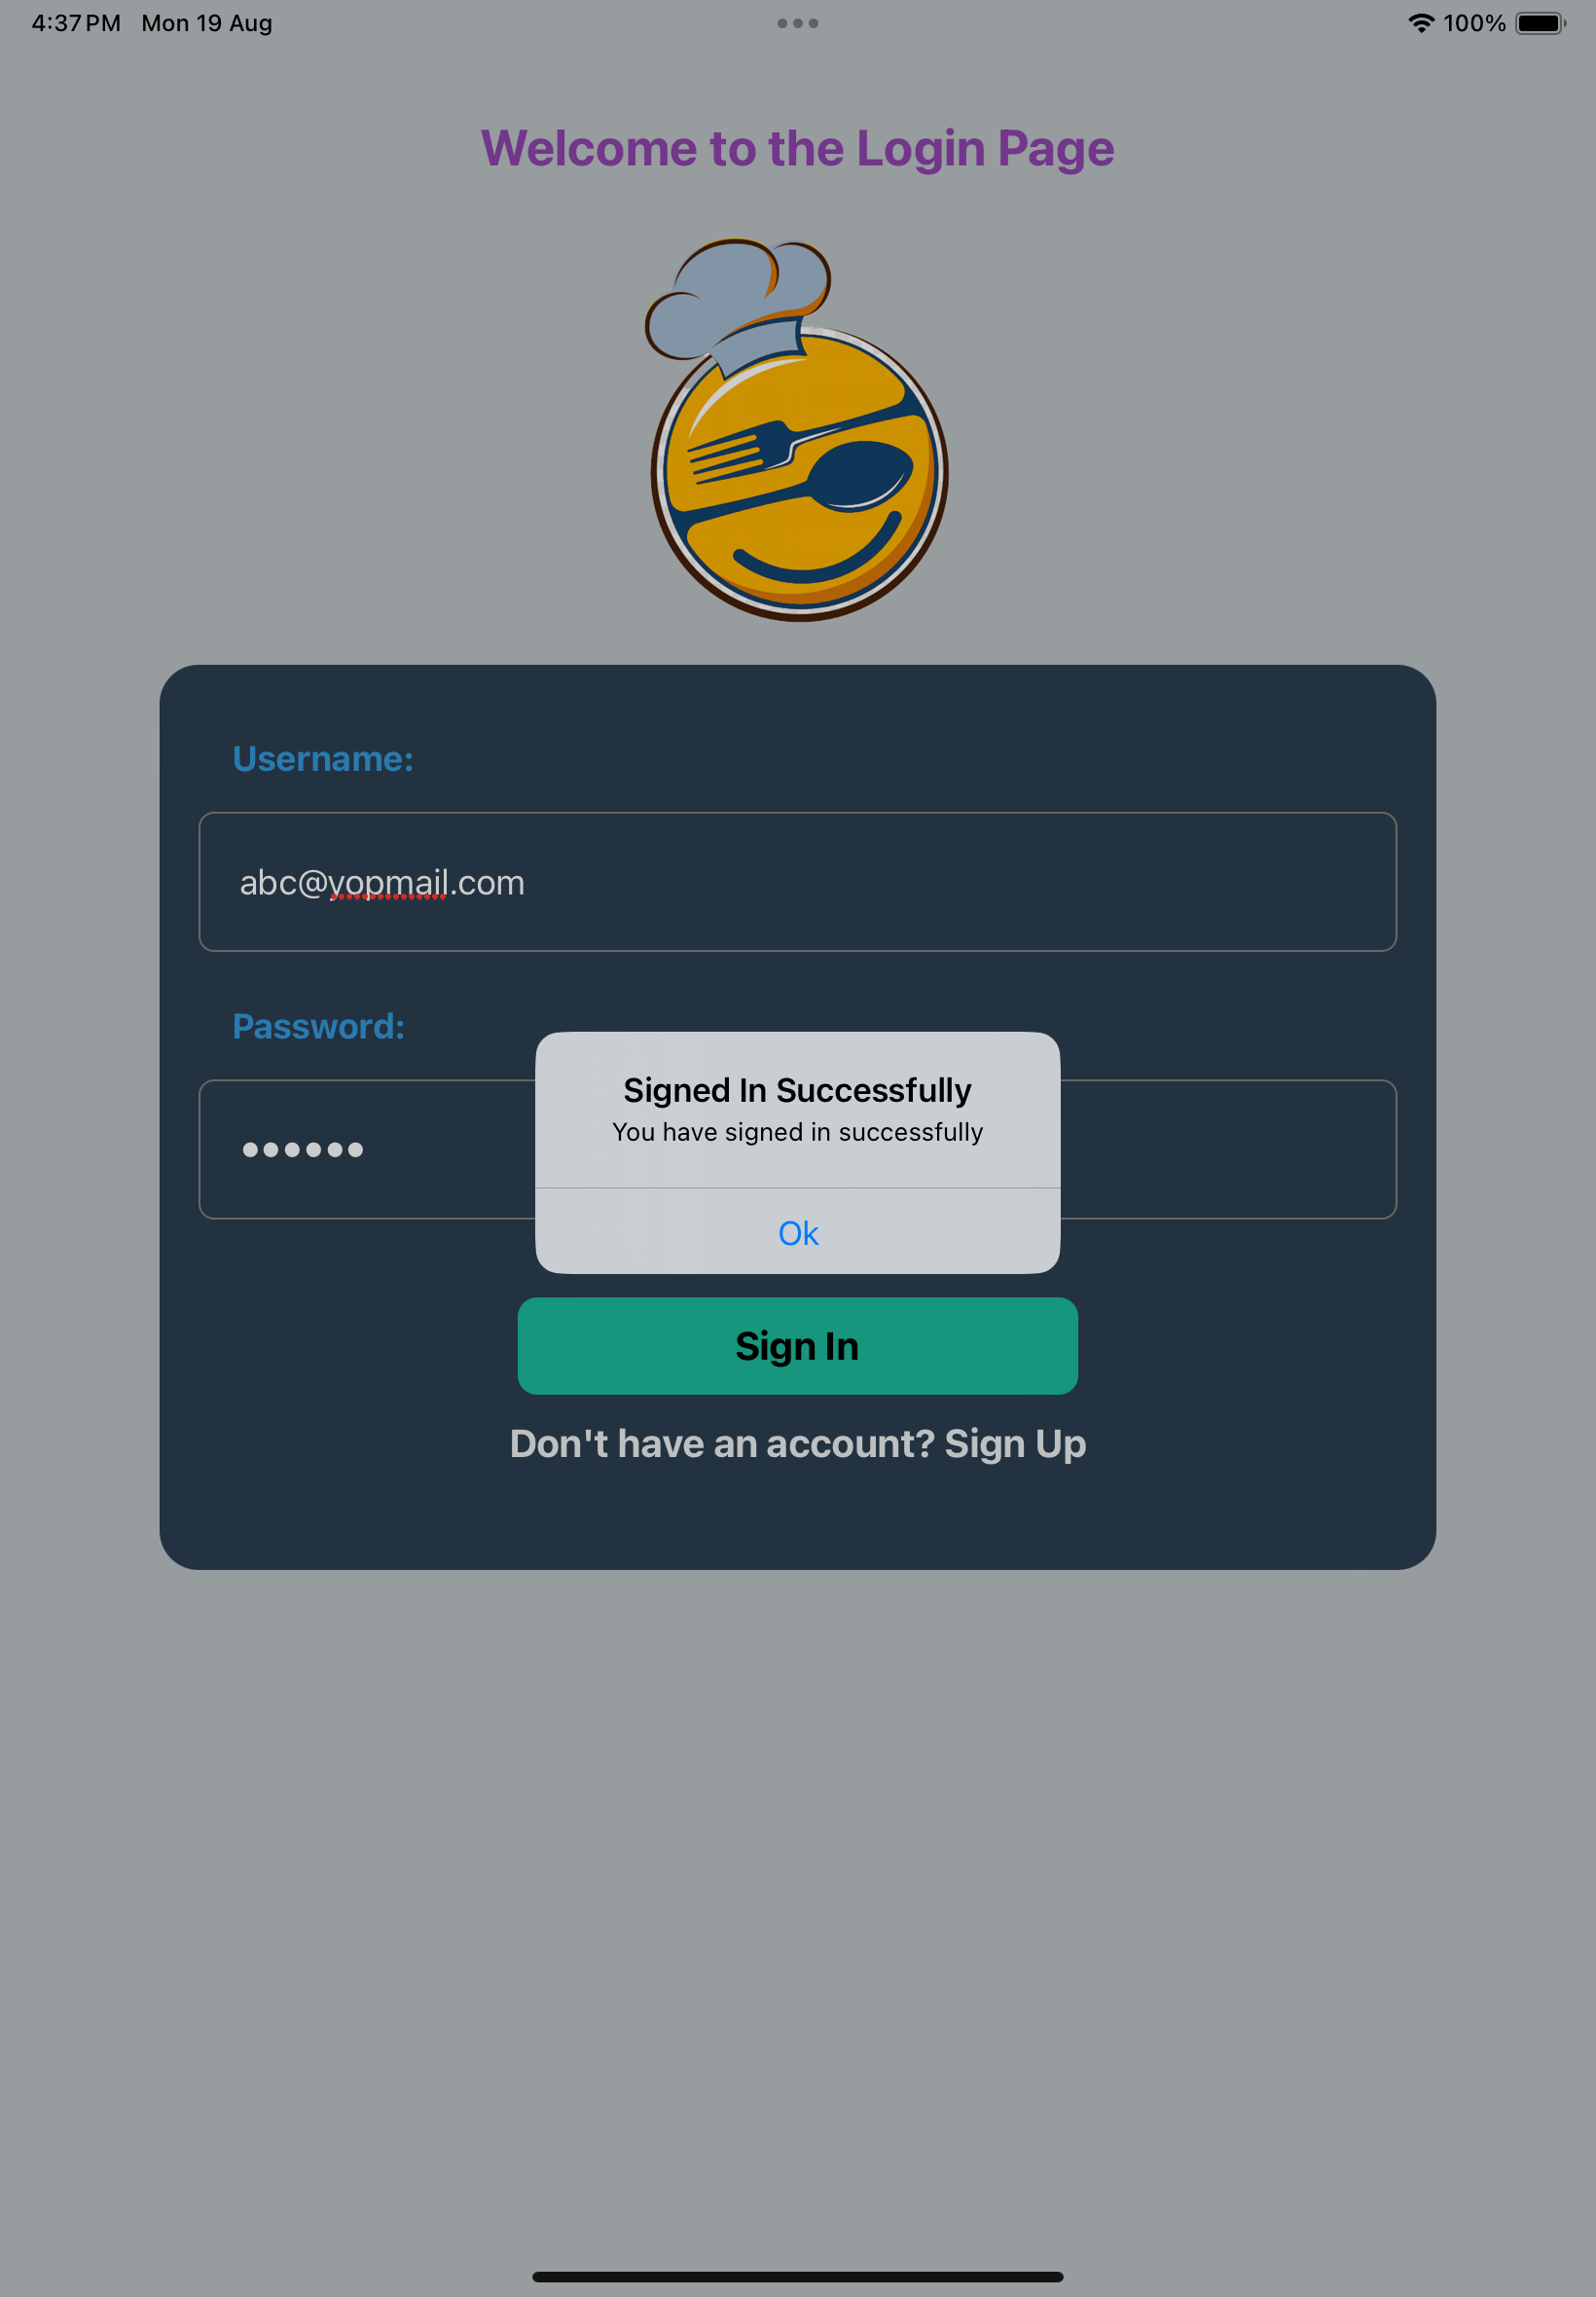 4:37 PM Mon 19 Aug
100%
Welcome to the Login Page
Username:
abc@yopmail.com
Password:
••••••
Signed In Successfully
You have signed in successfully
Ok
Sign In
Don't have an account? Sign Up